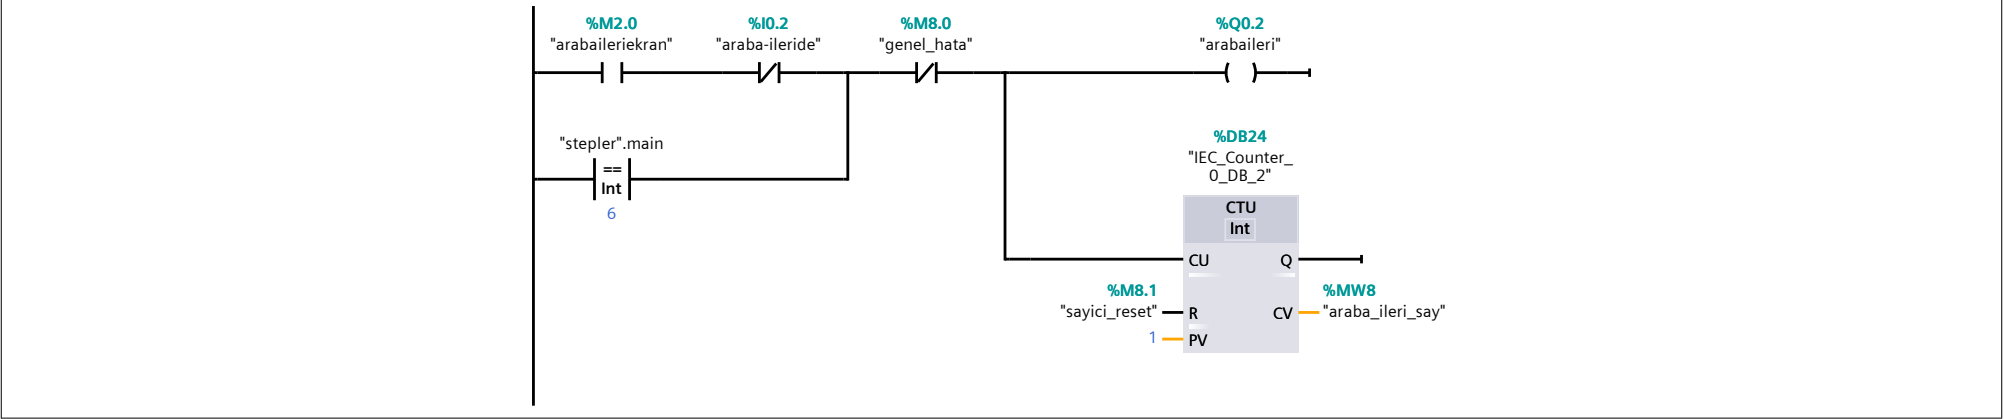 %M2.0
"arabaileriekran"
%I0.2
"araba-ileride"
%M8.0
"genel_hata"
%Q0.2
"arabaileri"
"stepler".main
==
Int
6
%DB24
"IEC_Counter_
0_DB_2"
CTU
Int
CU
Q
%M8.1
"sayici_reset"
R
CV
%MW8
"araba_ileri_say"
1
PV